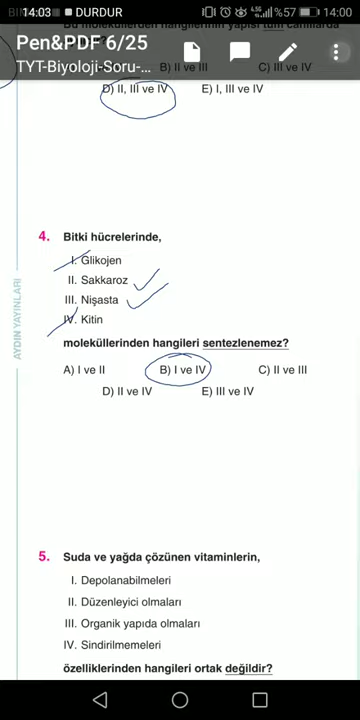 14:03 DURDUR %57 14:00
Pen&PDF 6/25
TYT-Biyoloji-Soru-...
B) II ve III C) III ve IV
D) II, III ve IV E) I, III ve IV
4. Bitki hücrelerinde,
I. Glikojen
II. Sakkaroz
III. Nişasta
IV. Kitin
moleküllerinden hangileri sentezlenemez?
A) I ve II B) I ve IV C) II ve III
D) II ve IV E) III ve IV
AYDIN YAYINLARI
5. Suda ve yağda çözünen vitaminlerin,
I. Depolanabilmeleri
II. Düzenleyici olmaları
III. Organik yapıda olmaları
IV. Sindirilmemeleri
özelliklerinden hangileri ortak değildir?